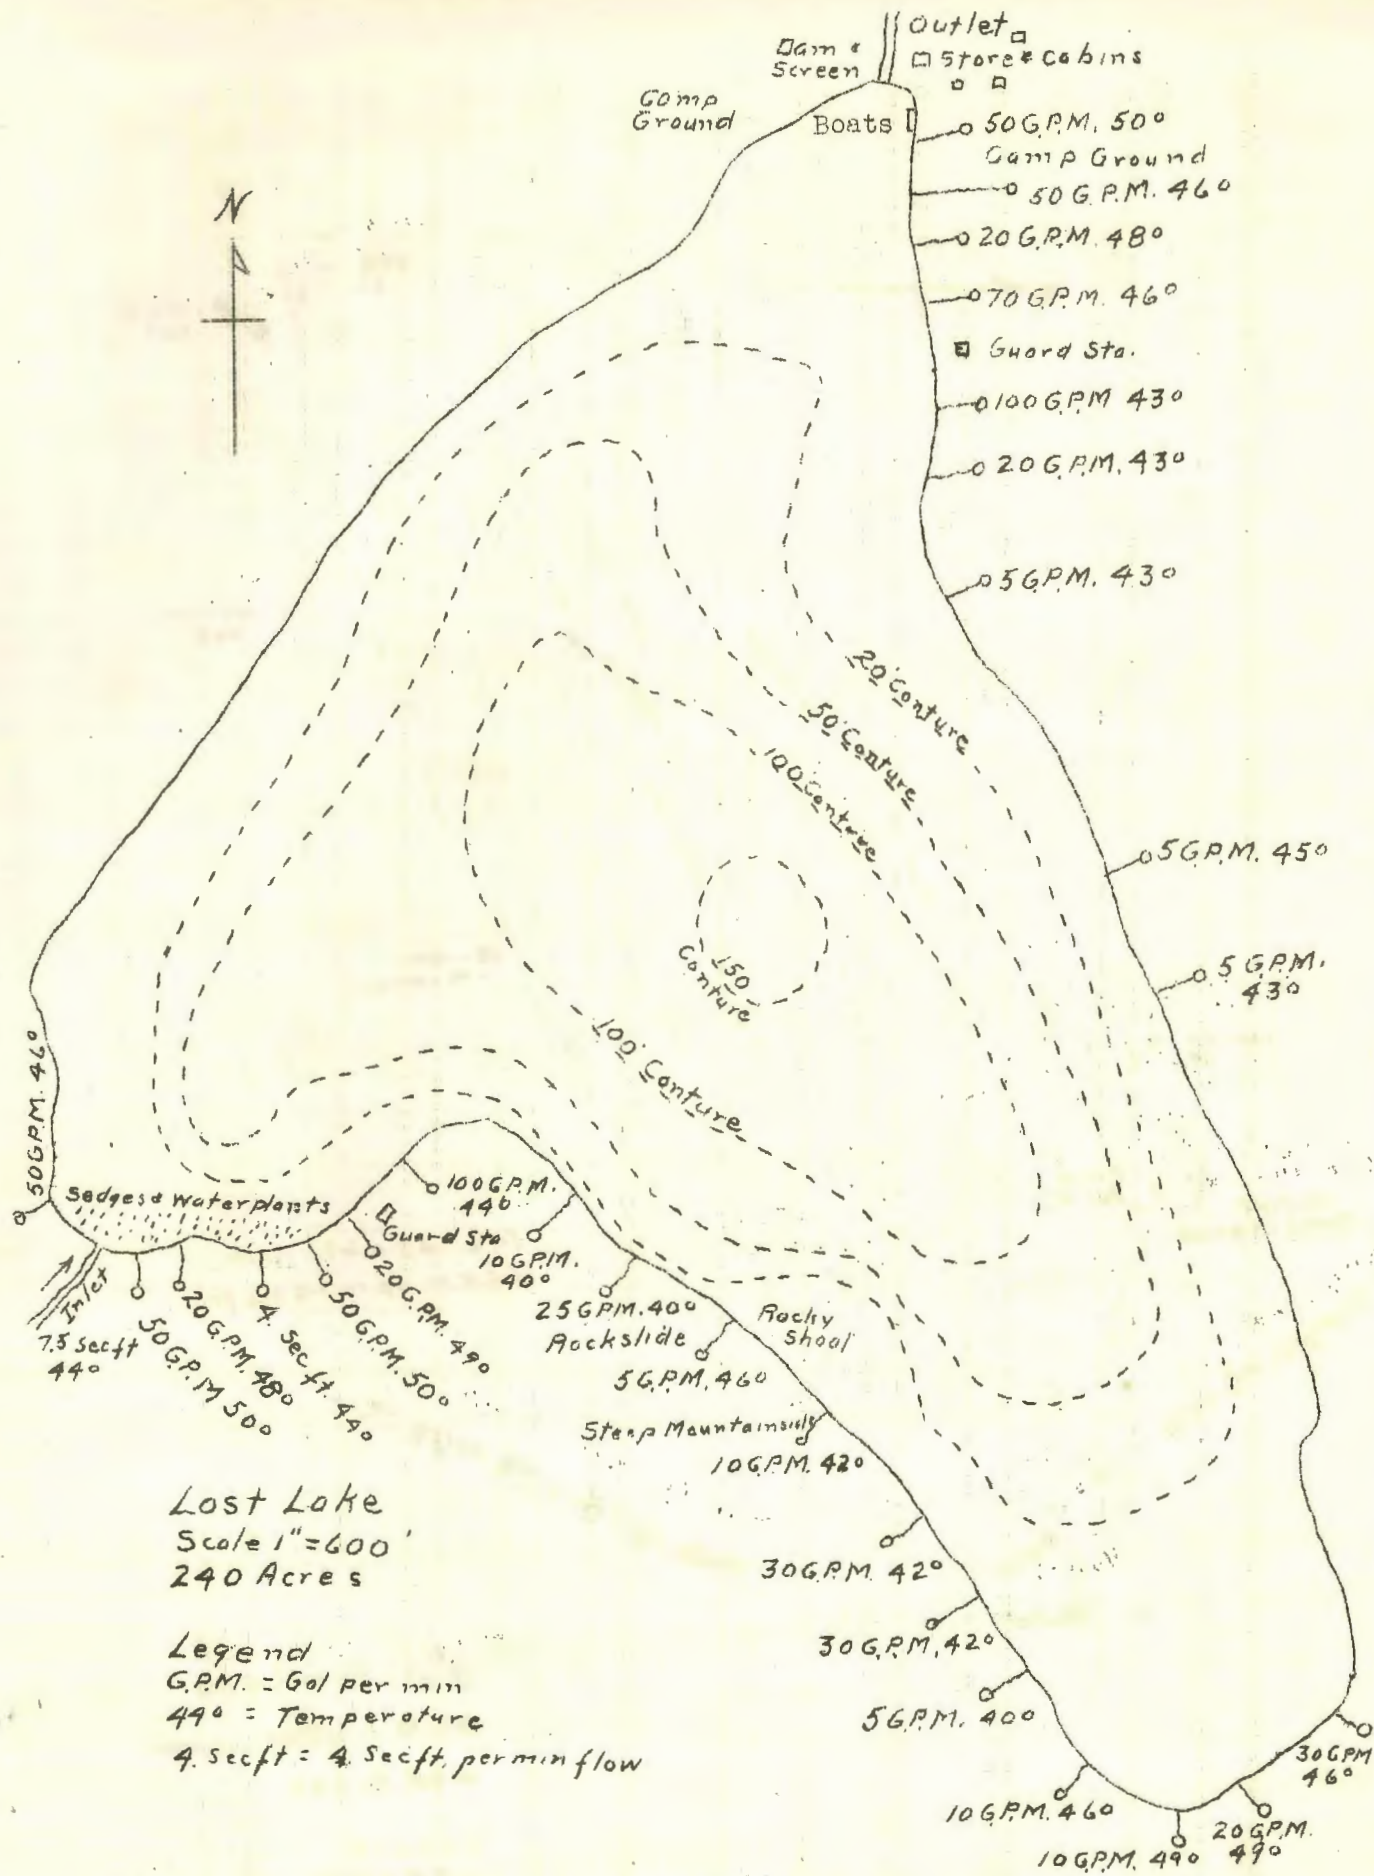 Outlet
Dam &
Screen
Store & Cabins
Camp
Ground
Boats
50 G.P.M. 50°
Camp Ground
50 G.P.M. 46°
N
20 G.P.M. 48°
70 G.P.M. 46°
Guard Sta.
100 G.P.M 43°
20 G.P.M. 43°
5 G.P.M. 43°
20' Conture
50' Conture
100 Conture
5 G.P.M. 45°
150
Conture
5 G.P.M.
43°
100' Conture
50 G.P.M. 46°
Sedges & Waterplants
100 G.P.M.
44°
Guard Sta
10 G.P.M.
40°
Inlet
7.5 Sec ft
44°
50 G.P.M 50°
20 G.P.M. 48°
4. Sec ft. 44°
50 G.P.M. 50°
20 G.P.M. 49°
25 G.P.M. 40°
Rockslide
Rocky
Shoal
5 G.P.M. 46°
Steep Mountainside
10 G.P.M. 42°
Lost Lake
Scale 1" = 600'
240 Acres
30 G.P.M. 42°
30 G.P.M. 42°
5 G.P.M. 40°
Legend
G.P.M. = Gal per min
44° = Temperature
4. Sec ft = 4. Sec ft. per min flow
30 G.P.M
46°
10 G.P.M. 46°
20 G.P.M.
49°
10 G.P.M. 49°